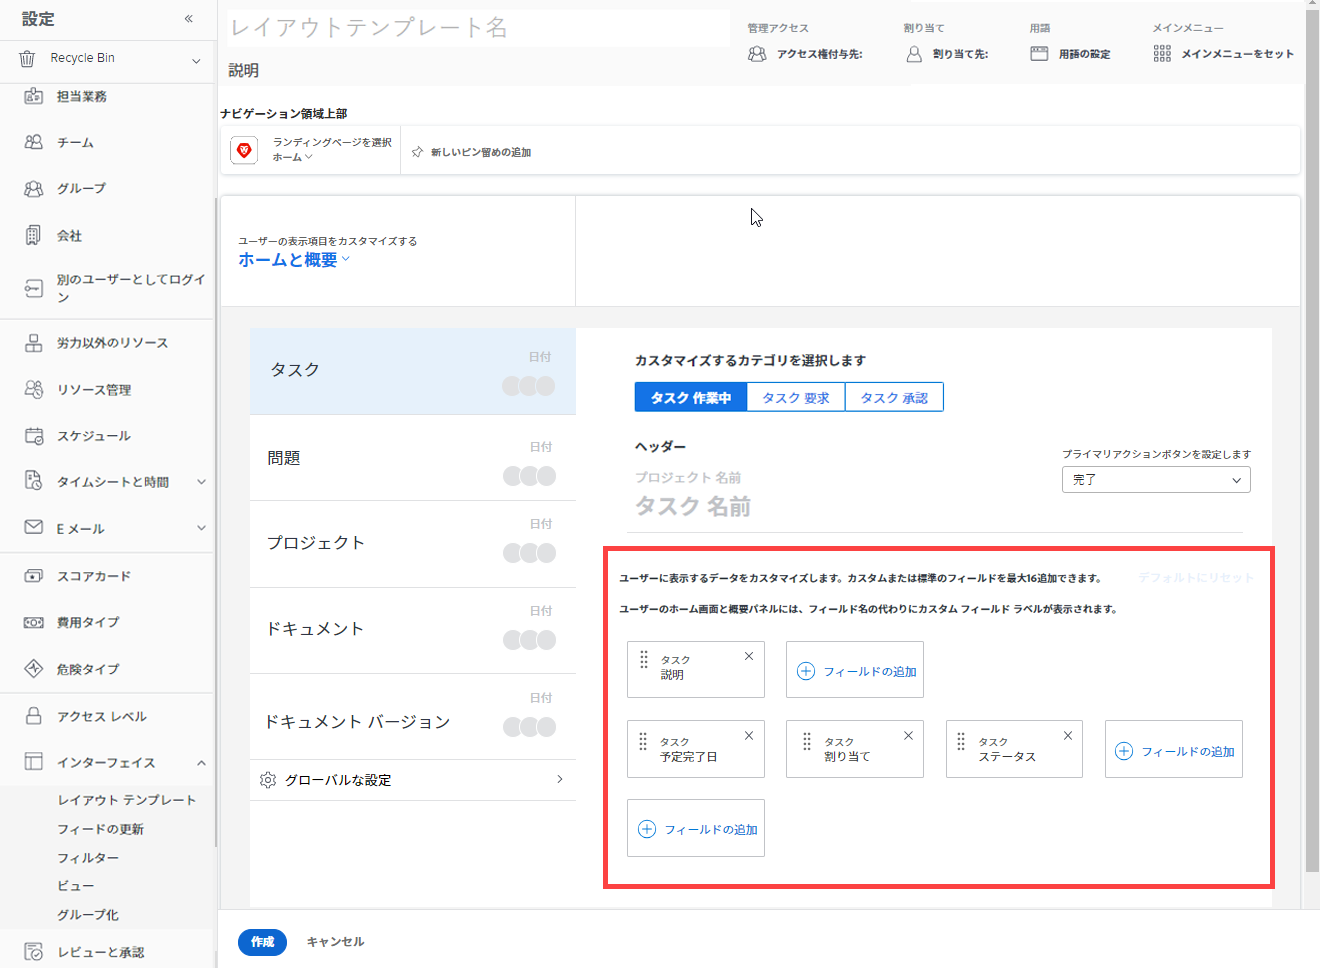 設定
Recycle Bin
担当業務
チーム
グループ
会社
別のユーザーとしてログイ
ン
労力以外のリソース
リソース管理
スケジュール
タイムシートと時間
E メール
スコアカード
費用タイプ
危険タイプ
アクセス レベル
インターフェイス
レイアウト テンプレート
フィードの更新
フィルター
ビュー
グループ化
レビューと承認
レイアウトテンプレート名
説明
管理アクセス
アクセス権付与先:
割り当て
割り当て先:
用語
用語の設定
メインメニュー
メインメニューをセット
ナビゲーション領域上部
ランディングページを選択
ホーム
新しいピン留めの追加
ユーザーの表示項目をカスタマイズする
ホームと概要
タスク
日付
問題
日付
プロジェクト
日付
ドキュメント
日付
ドキュメント バージョン
日付
グローバルな設定
カスタマイズするカテゴリを選択します
タスク 作業中
タスク 要求
タスク 承認
ヘッダー
プロジェクト 名前
タスク 名前
プライマリアクションボタンを設定します
完了
ユーザーに表示するデータをカスタマイズします。カスタムまたは標準のフィールドを最大16追加できます。
デフォルトにリセット
ユーザーのホーム画面と概要パネルには、フィールド名の代わりにカスタム フィールド ラベルが表示されます。
タスク
説明
フィールドの追加
タスク
予定完了日
タスク
割り当て
タスク
ステータス
フィールドの追加
フィールドの追加
作成
キャンセル